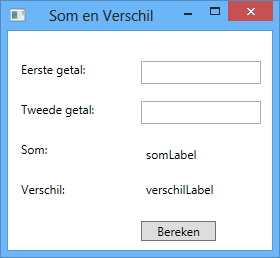 Som en Verschil
Eerste getal:
Tweede getal:
Som: somLabel
Verschil: verschilLabel
Bereken